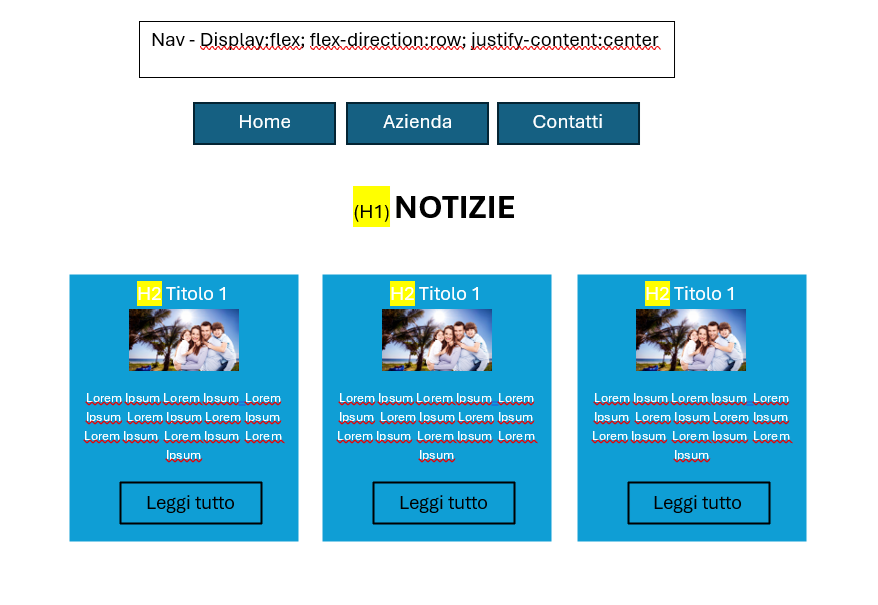 Nav - Display:flex; flex-direction:row; justify-content:center
Home
Azienda
Contatti
(H1) NOTIZIE
H2 Titolo 1
Lorem Ipsum Lorem Ipsum Lorem
Ipsum Lorem Ipsum Lorem Ipsum
Lorem Ipsum Lorem Ipsum Lorem
Ipsum
Leggi tutto
H2 Titolo 1
Lorem Ipsum Lorem Ipsum Lorem
Ipsum Lorem Ipsum Lorem Ipsum
Lorem Ipsum Lorem Ipsum Lorem
Ipsum
Leggi tutto
H2 Titolo 1
Lorem Ipsum Lorem Ipsum Lorem
Ipsum Lorem Ipsum Lorem Ipsum
Lorem Ipsum Lorem Ipsum Lorem
Ipsum
Leggi tutto